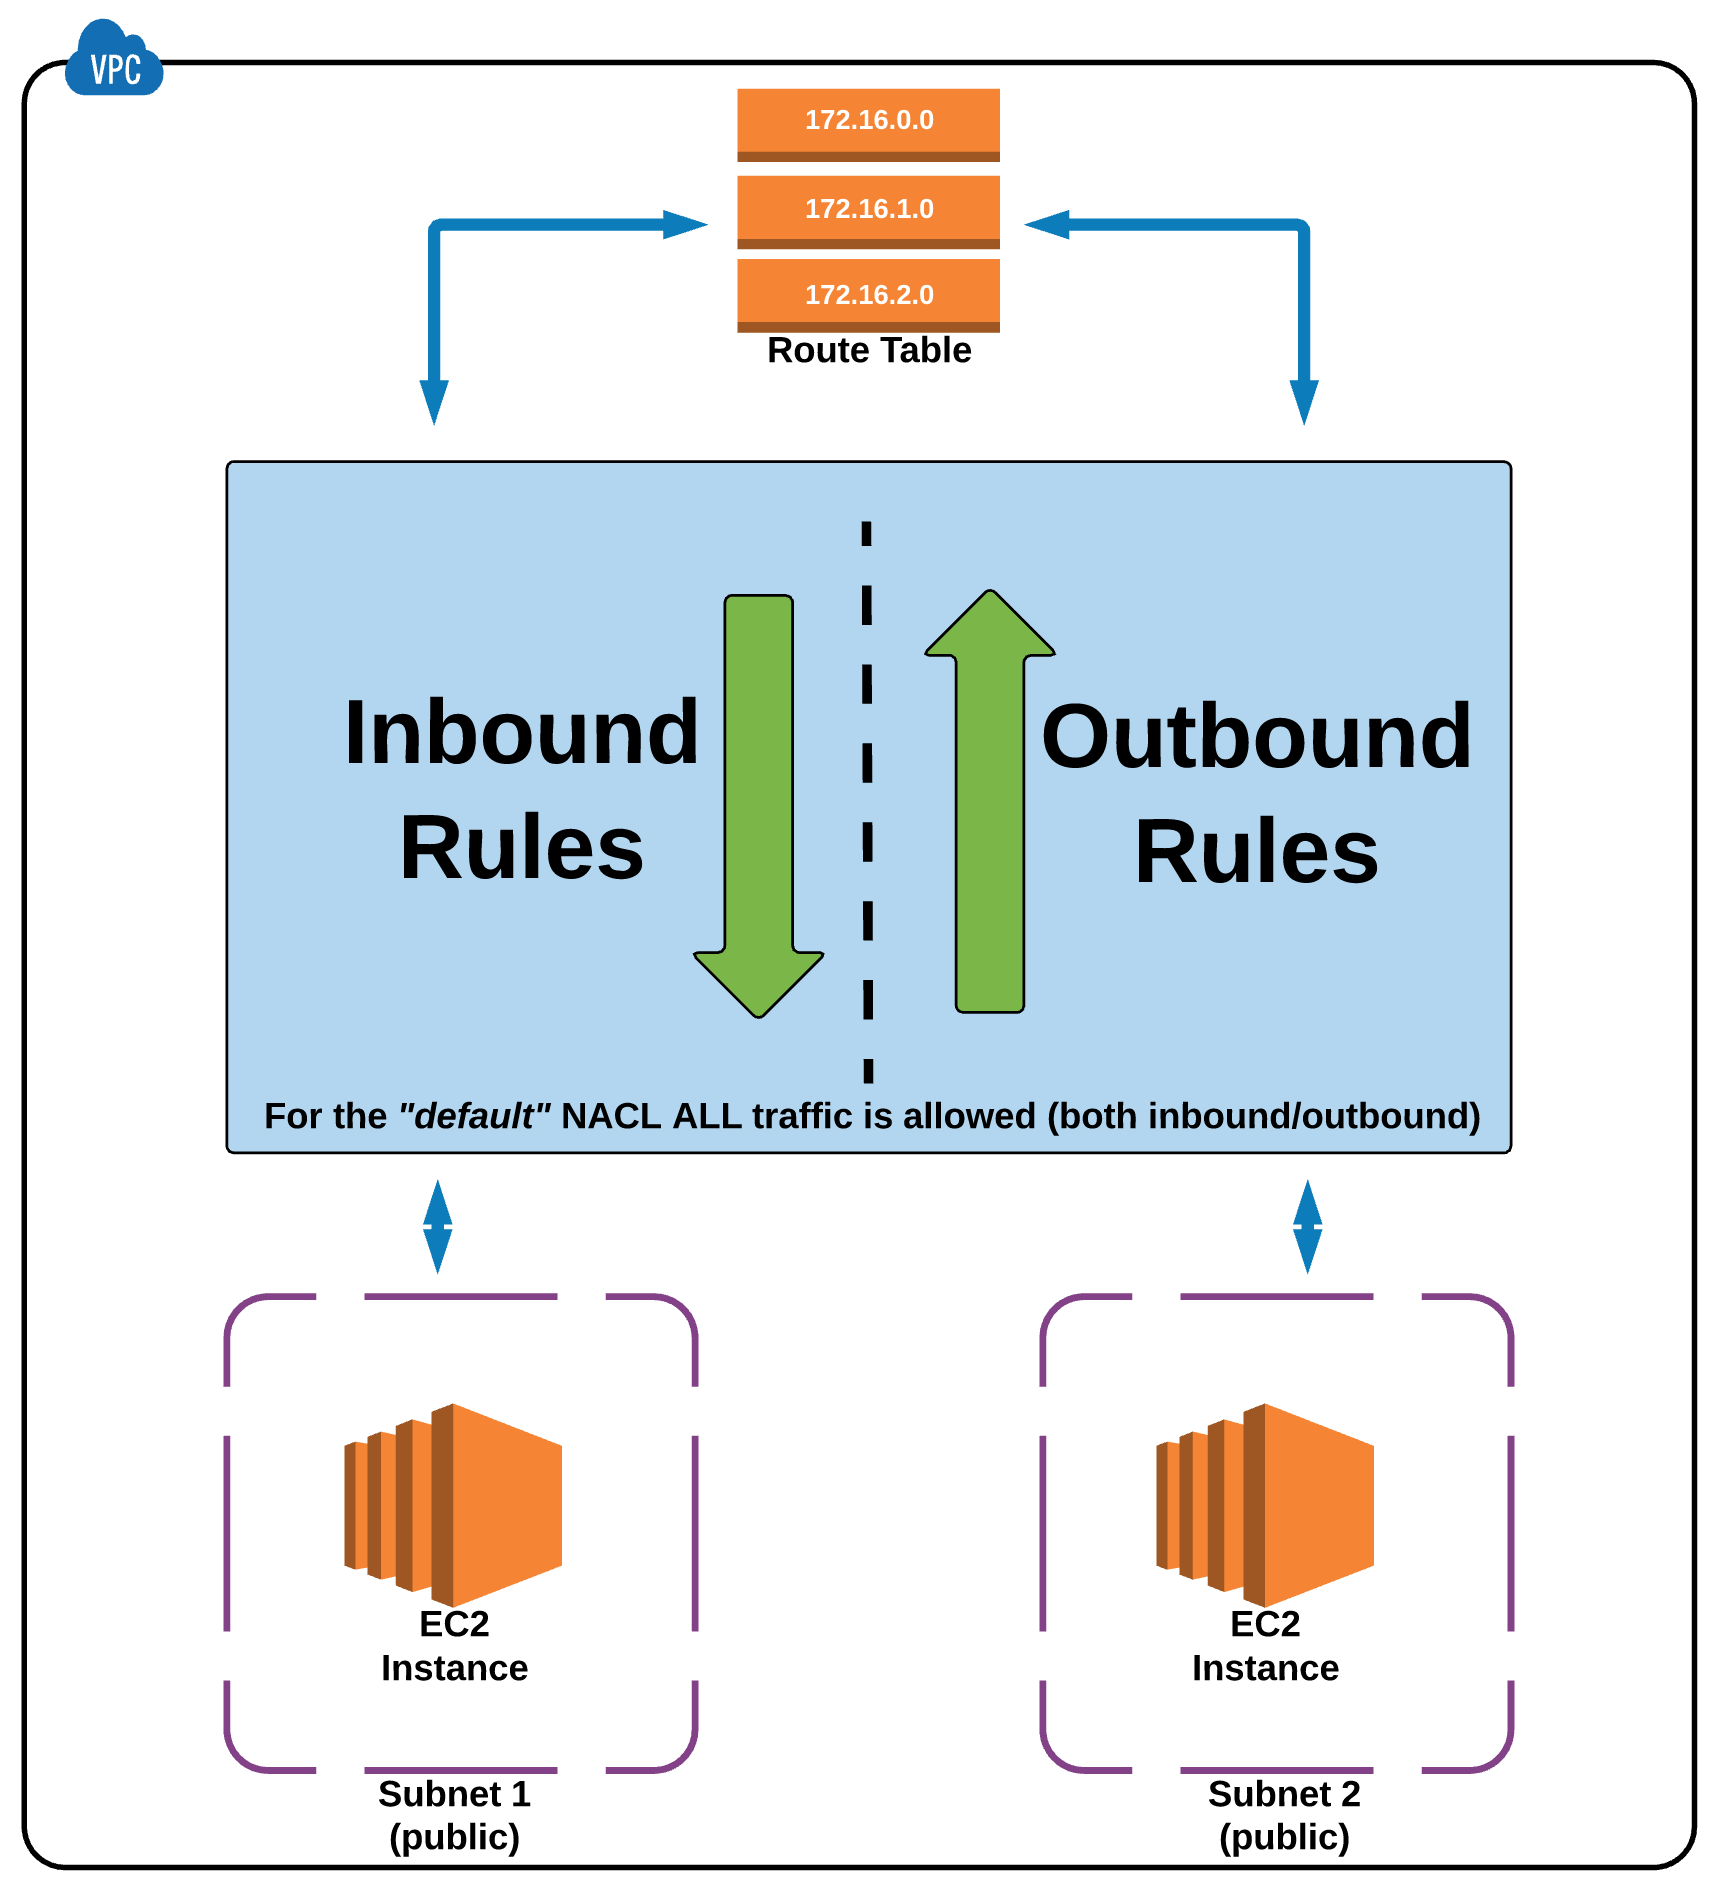 VPC
172.16.0.0
172.16.1.0
172.16.2.0
Route Table
Inbound
Rules
Outbound
Rules
For the "default" NACL ALL traffic is allowed (both inbound/outbound)
EC2
Instance
Subnet 1
(public)
EC2
Instance
Subnet 2
(public)